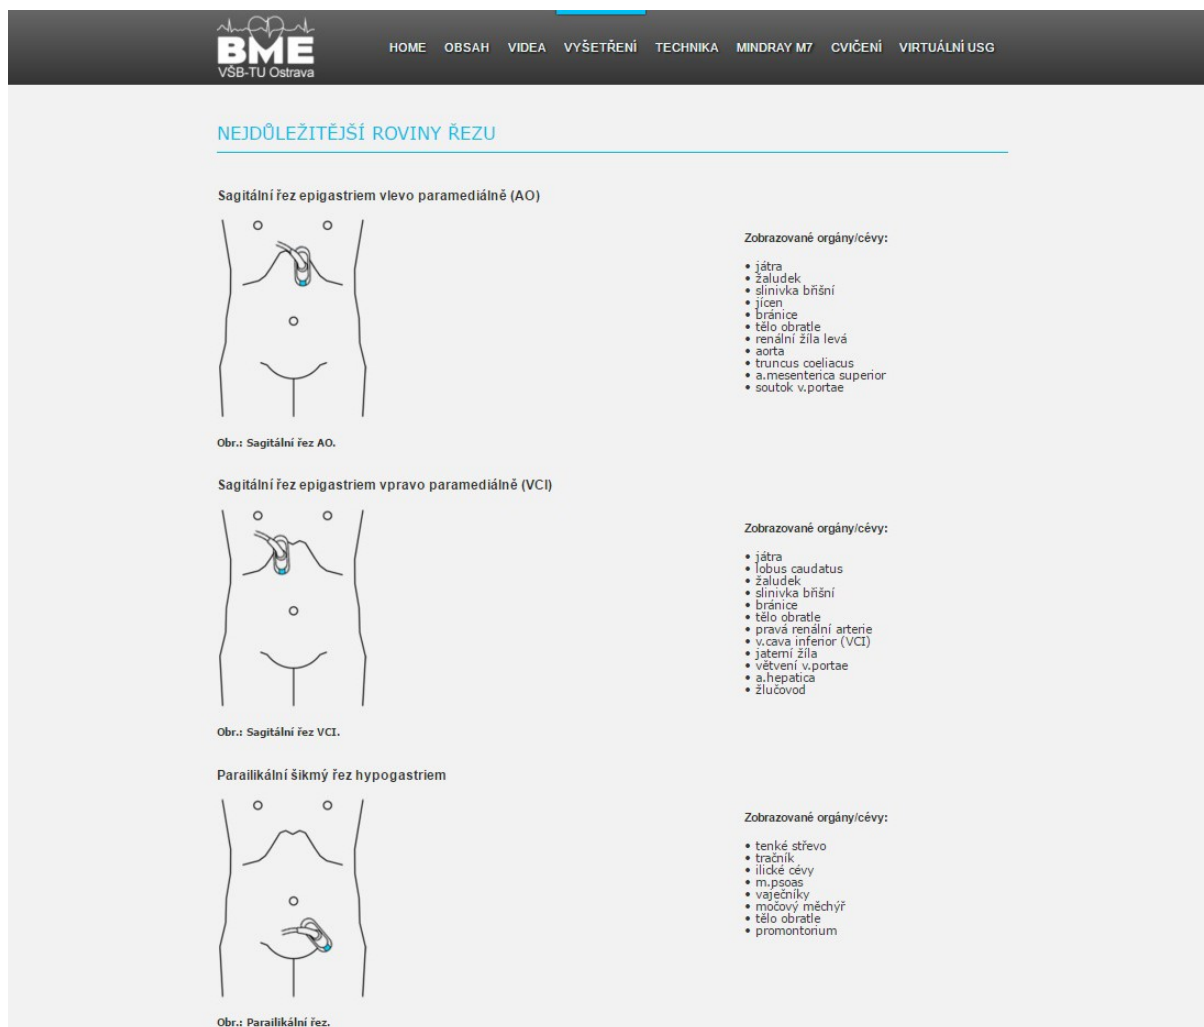 BME
VŠB-TU Ostrava
HOME OBSAH VIDEA VYŠETŘENÍ TECHNIKA MINDRAY M7 CVIČENÍ VIRTUÁLNÍ USG
NEJDŮLEŽITĚJŠÍ ROVINY ŘEZU
Sagitální řez epigastriem vlevo paramediálně (AO)
Zobrazované orgány/cévy:
• játra
• žaludek
• slinivka břišní
• jícen
• bránice
• tělo obratle
• renální žíla levá
• aorta
• truncus coeliacus
• a.mesenterica superior
• soutok v.portae
Obr.: Sagitální řez AO.
Sagitální řez epigastriem vpravo paramediálně (VCI)
Zobrazované orgány/cévy:
• játra
• lobus caudatus
• žaludek
• slinivka břišní
• bránice
• tělo obratle
• pravá renální arterie
• v.cava inferior (VCI)
• jaterní žíla
• větvení v.portae
• a.hepatica
• žlučovod
Obr.: Sagitální řez VCI.
Parailikální šikmý řez hypogastriem
Zobrazované orgány/cévy:
• tenké střevo
• tračník
• ilické cévy
• m.psoas
• vaječníky
• močový měchýř
• tělo obratle
• promontorium
Obr.: Parailikální řez.